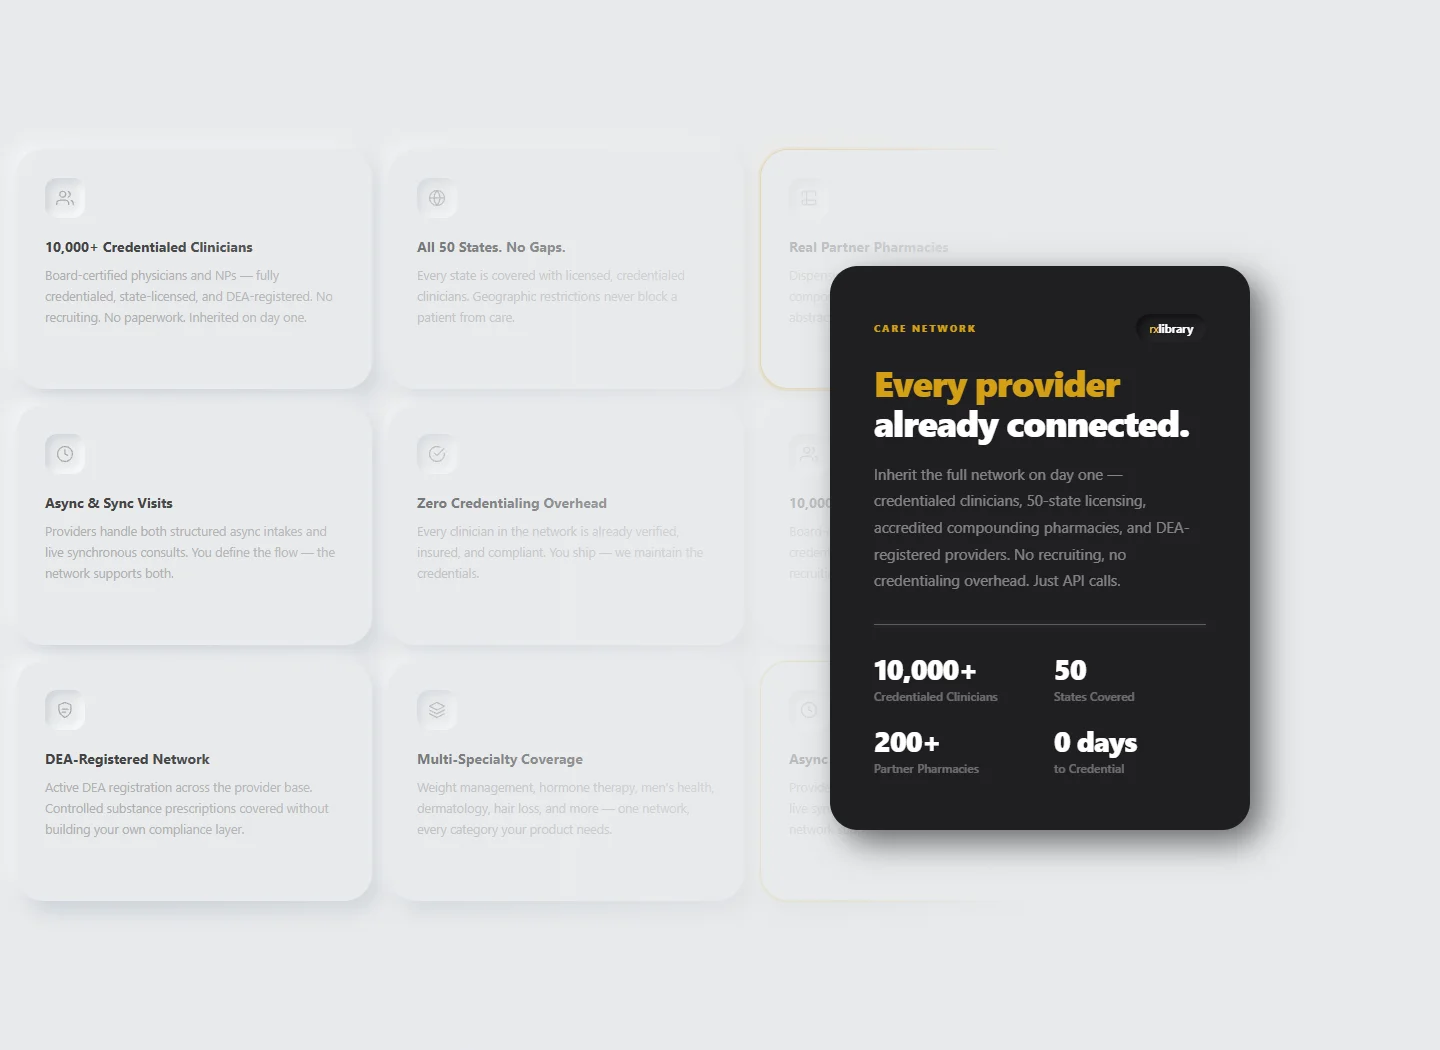 10,000+ Credentialed Clinicians
Board-certified physicians and NPs — fully
credentialed, state-licensed, and DEA-registered. No
recruiting. No paperwork. Inherited on day one.
All 50 States. No Gaps.
Every state is covered with licensed, credentialed
clinicians. Geographic restrictions never block a
patient from care.
Real Partner Pharmacies
Async & Sync Visits
Providers handle both structured async intakes and
live synchronous consults. You define the flow — the
network supports both.
Zero Credentialing Overhead
Every clinician in the network is already verified,
insured, and compliant. You ship — we maintain the
credentials.
DEA-Registered Network
Active DEA registration across the provider base.
Controlled substance prescriptions covered without
building your own compliance layer.
Multi-Specialty Coverage
Weight management, hormone therapy, men's health,
dermatology, hair loss, and more — one network,
every category your product needs.
Async
CARE NETWORK
rxlibrary
Every provider
already connected.
Inherit the full network on day one —
credentialed clinicians, 50-state licensing,
accredited compounding pharmacies, and DEA-
registered providers. No recruiting, no
credentialing overhead. Just API calls.
10,000+
Credentialed Clinicians
50
States Covered
200+
Partner Pharmacies
0 days
to Credential